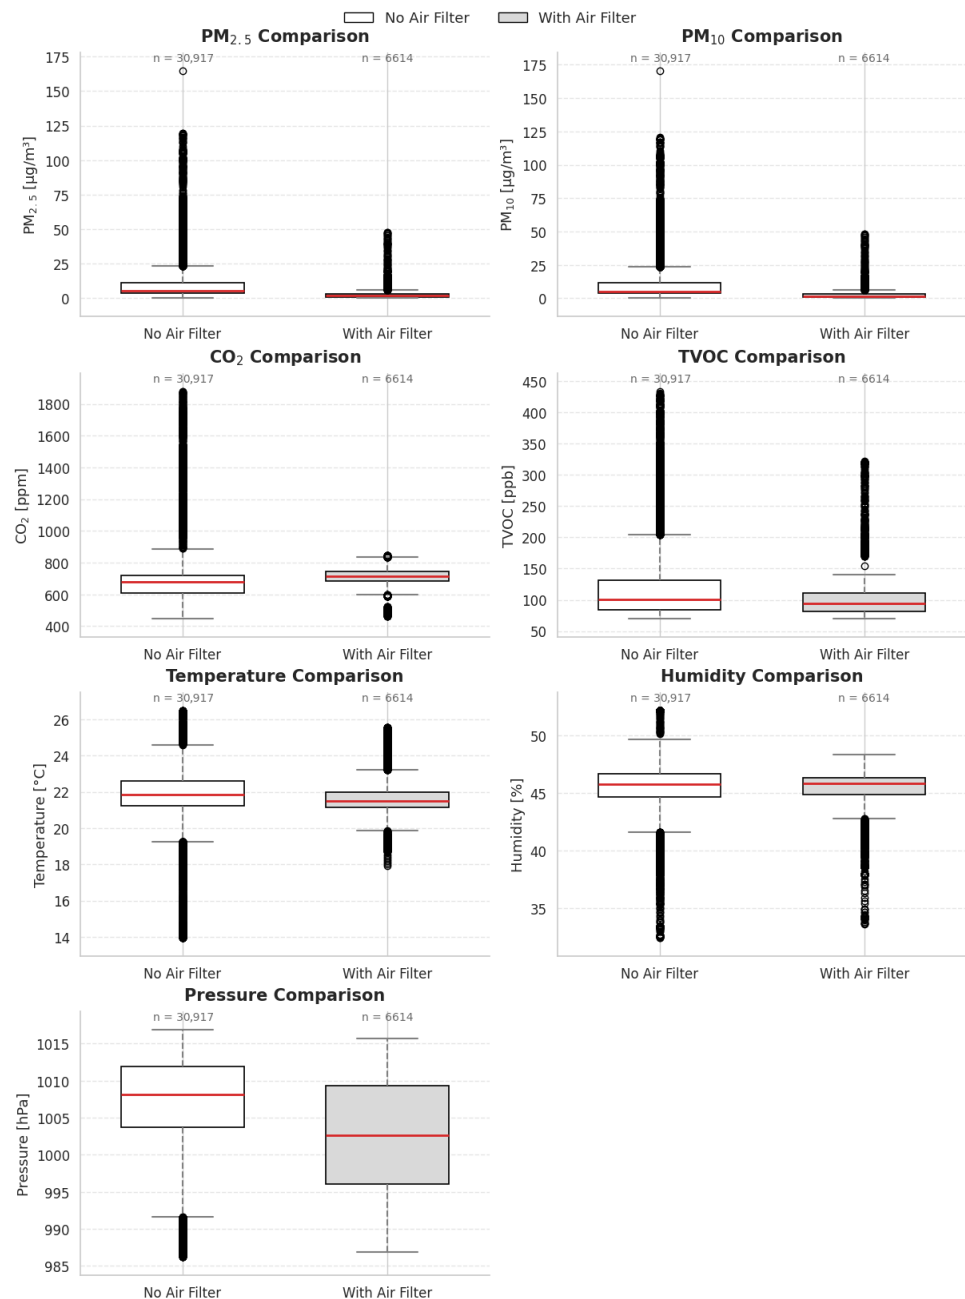 No Air Filter With Air Filter
PM₂.₅ Comparison
n = 30,917 n = 6614
PM₂.₅ [µg/m³]
175
150
125
100
75
50
25
0
No Air Filter With Air Filter
PM₁₀ Comparison
n = 30,917 n = 6614
PM₁₀ [µg/m³]
175
150
125
100
75
50
25
0
No Air Filter With Air Filter
CO₂ Comparison
n = 30,917 n = 6614
CO₂ [ppm]
1800
1600
1400
1200
1000
800
600
400
No Air Filter With Air Filter
TVOC Comparison
n = 30,917 n = 6614
TVOC [ppb]
450
400
350
300
250
200
150
100
50
No Air Filter With Air Filter
Temperature Comparison
n = 30,917 n = 6614
Temperature [°C]
26
24
22
20
18
16
14
No Air Filter With Air Filter
Humidity Comparison
n = 30,917 n = 6614
Humidity [%]
50
45
40
35
No Air Filter With Air Filter
Pressure Comparison
n = 30,917 n = 6614
Pressure [hPa]
1015
1010
1005
1000
995
990
985
No Air Filter With Air Filter